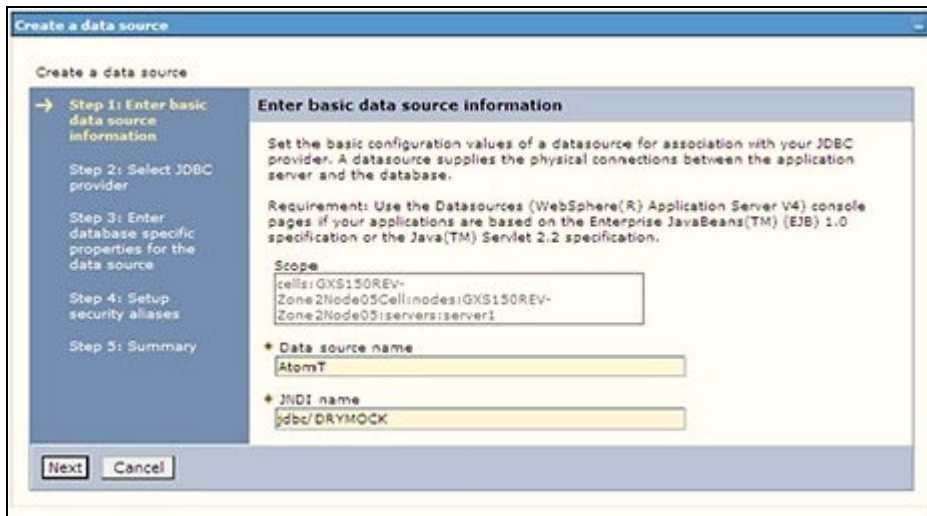 Create a data source
Create a data source
Step 1: Enter basic
data source
information
Step 2: Select JDBC
provider
Step 3: Enter
database specific
properties for the
data source
Step 4: Setup
security aliases
Step 5: Summary
Enter basic data source information
Set the basic configuration values of a datasource for association with your JDBC
provider. A datasource supplies the physical connections between the application
server and the database.
Requirement: Use the Datasources (WebSphere(R) Application Server V4) console
pages if your applications are based on the Enterprise JavaBeans(TM) (EJB) 1.0
specification or the Java(TM) Servlet 2.2 specification.
Scope
cells:GXS150REV-
Zone2Node05Cell:nodes:GXS150REV-
Zone2Node05:servers:server1
Data source name
AtomT
JNDI name
jdbc/DRYMOCK
Next
Cancel